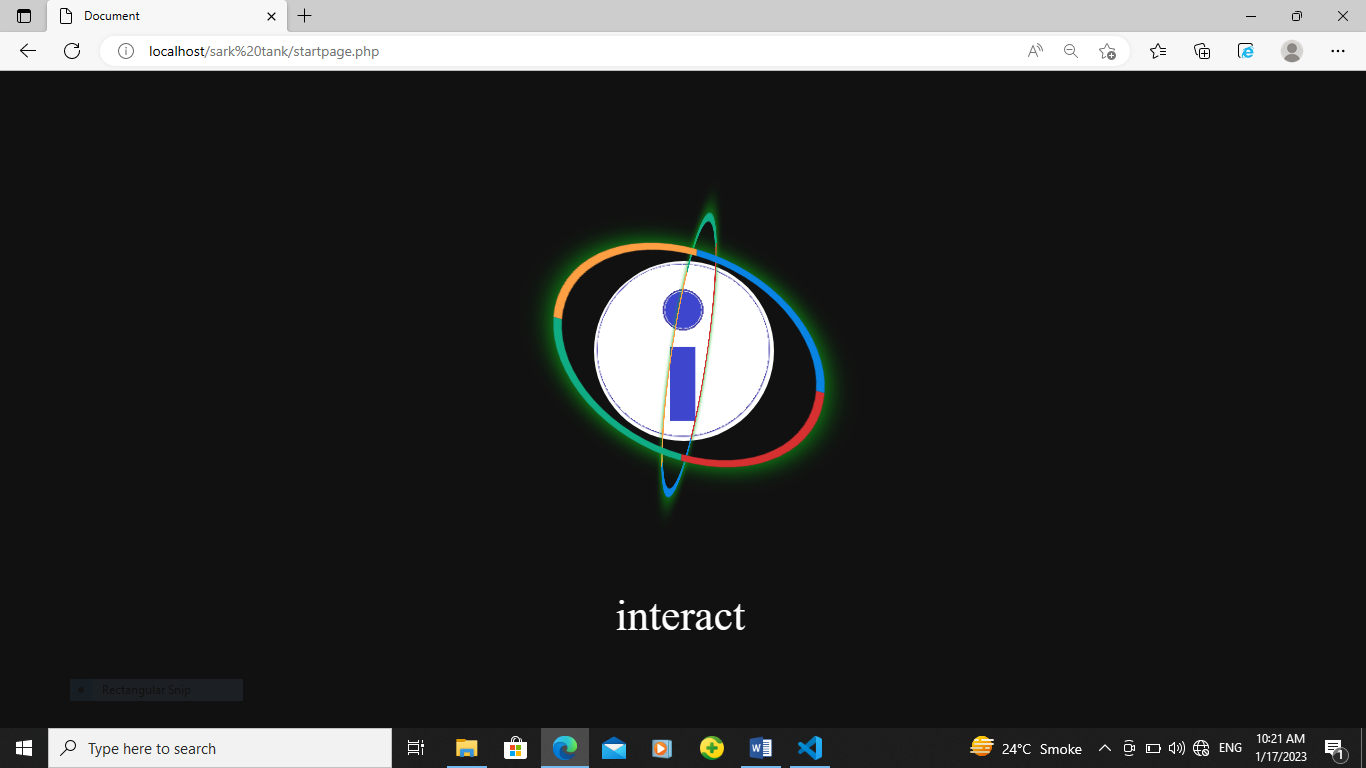 Document
localhost/sark%20tank/startpage.php
i
interact
Rectangular Snip
Type here to search
24°C Smoke
ENG
10:21 AM
1/17/2023
1